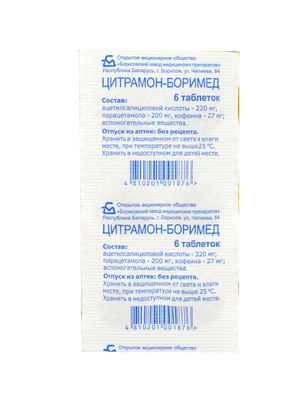 Открытое акционерное общество
"Борисовский завод медицинских препаратов"
Республика Беларусь, г. Борисов, ул. Чапаева, 64
ЦИТРАМОН-БОРИМЕД
6 таблеток
Состав:
ацетилсалициловой кислоты - 220 мг,
парацетамола - 200 мг, кофеина - 27 мг;
вспомогательные вещества.
Отпуск из аптек: без рецепта.
Хранить в защищенном от света и влаги
месте, при температуре не выше 25 °С.
Хранить в недоступном для детей месте.
4 810201 001876 >
Открытое акционерное общество
"Борисовский завод медицинских препаратов"
Республика Беларусь, г. Борисов, ул. Чапаева, 64
ЦИТРАМОН-БОРИМЕД
6 таблеток
Состав:
ацетилсалициловой кислоты - 220 мг,
парацетамола - 200 мг, кофеина - 27 мг;
вспомогательные вещества.
Отпуск из аптек: без рецепта.
Хранить в защищенном от света и влаги
месте, при температуре не выше 25 °С.
Хранить в недоступном для детей месте.
4 810201 001876 >
Открытое акционерное общество